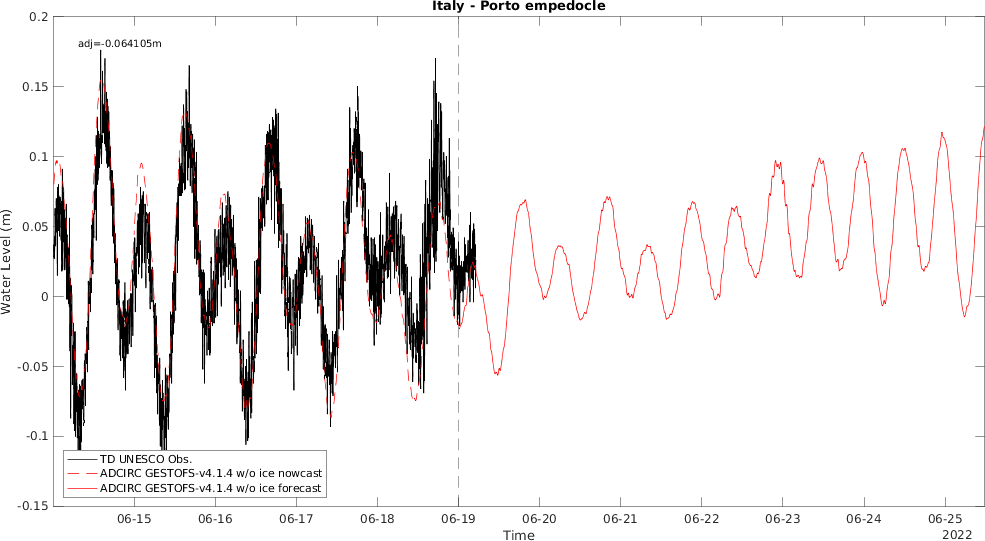 Italy - Porto empedocle
adj=-0.064105m
0.2
0.15
0.1
0.05
0
-0.05
-0.1
-0.15
Water Level (m)
TD UNESCO Obs.
ADCIRC GESTOFS-v4.1.4 w/o ice nowcast
ADCIRC GESTOFS-v4.1.4 w/o ice forecast
06-15 06-16 06-17 06-18 06-19 06-20 06-21 06-22 06-23 06-24 06-25
Time
2022